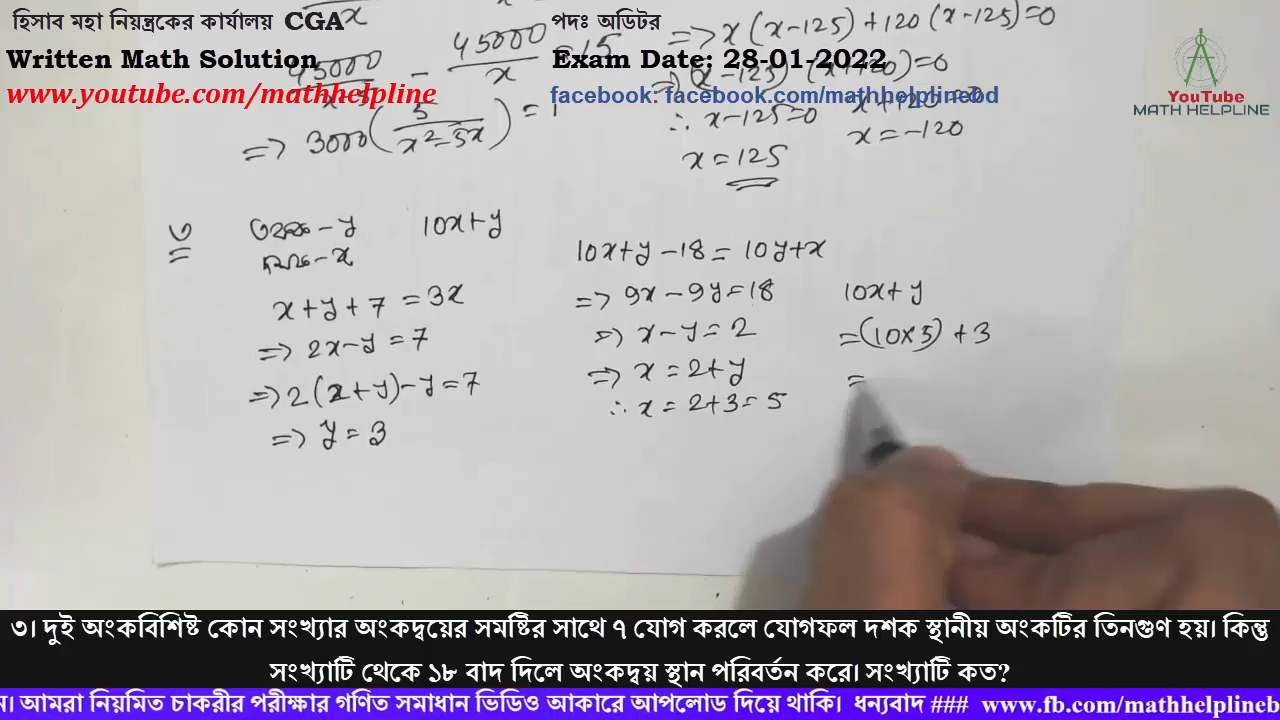 হিসাব মহা নিয়ন্ত্রকের কার্যালয় CGA
পদঃ অডিটর
Written Math Solution
Exam Date: 28-01-2022
www.youtube.com/mathhelpline
facebook: facebook.com/mathhelplinebd
YouTube
MATH HELPLINE
45000/x = 15
=> 3000(5/(x²-5x)) = 1
=> x(x-125)+120(x-125)=0
∴ x-125=0
x = 125
x = -120
৩
একক - y
10x+y
দশক - x
x+y+7 = 3x
=> 2x-y = 7
=> 2(x+y)-y = 7
=> y = 3
10x+y-18 = 10y+x
=> 9x-9y=18
=> x-y = 2
=> x = 2+y
∴ x = 2+3 = 5
10x+y
=(10×5)+3
=
৩। দুই অংকবিশিষ্ট কোন সংখ্যার অংকদ্বয়ের সমষ্টির সাথে ৭ যোগ করলে যোগফল দশক স্থানীয় অংকটির তিনগুণ হয়। কিন্তু
সংখ্যাটি থেকে ১৮ বাদ দিলে অংকদ্বয় স্থান পরিবর্তন করে। সংখ্যাটি কত?
ন। আমরা নিয়মিত চাকরীর পরীক্ষার গণিত সমাধান ভিডিও আকারে আপলোড দিয়ে থাকি। ধন্যবাদ ### www.fb.com/mathhelplineb